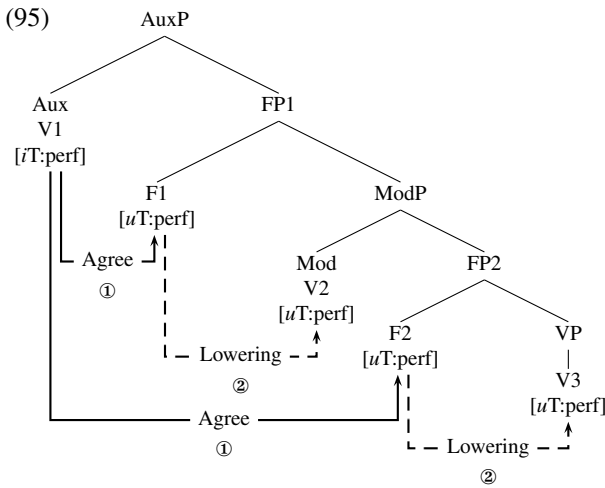 (95)
AuxP
Aux
V1
[iT:perf]
FP1
F1
[uT:perf]
ModP
Agree
①
Mod
V2
[uT:perf]
FP2
Lowering
②
F2
[uT:perf]
VP
V3
[uT:perf]
Agree
①
Lowering
②